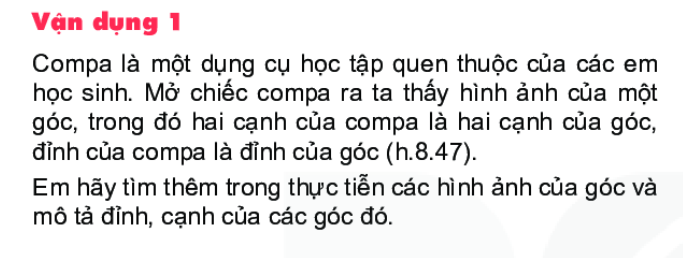 Vận dụng 1
Compa là một dụng cụ học tập quen thuộc của các em
học sinh. Mở chiếc compa ra ta thấy hình ảnh của một
góc, trong đó hai cạnh của compa là hai cạnh của góc,
đỉnh của compa là đỉnh của góc (h.8.47).
Em hãy tìm thêm trong thực tiễn các hình ảnh của góc và
mô tả đỉnh, cạnh của các góc đó.